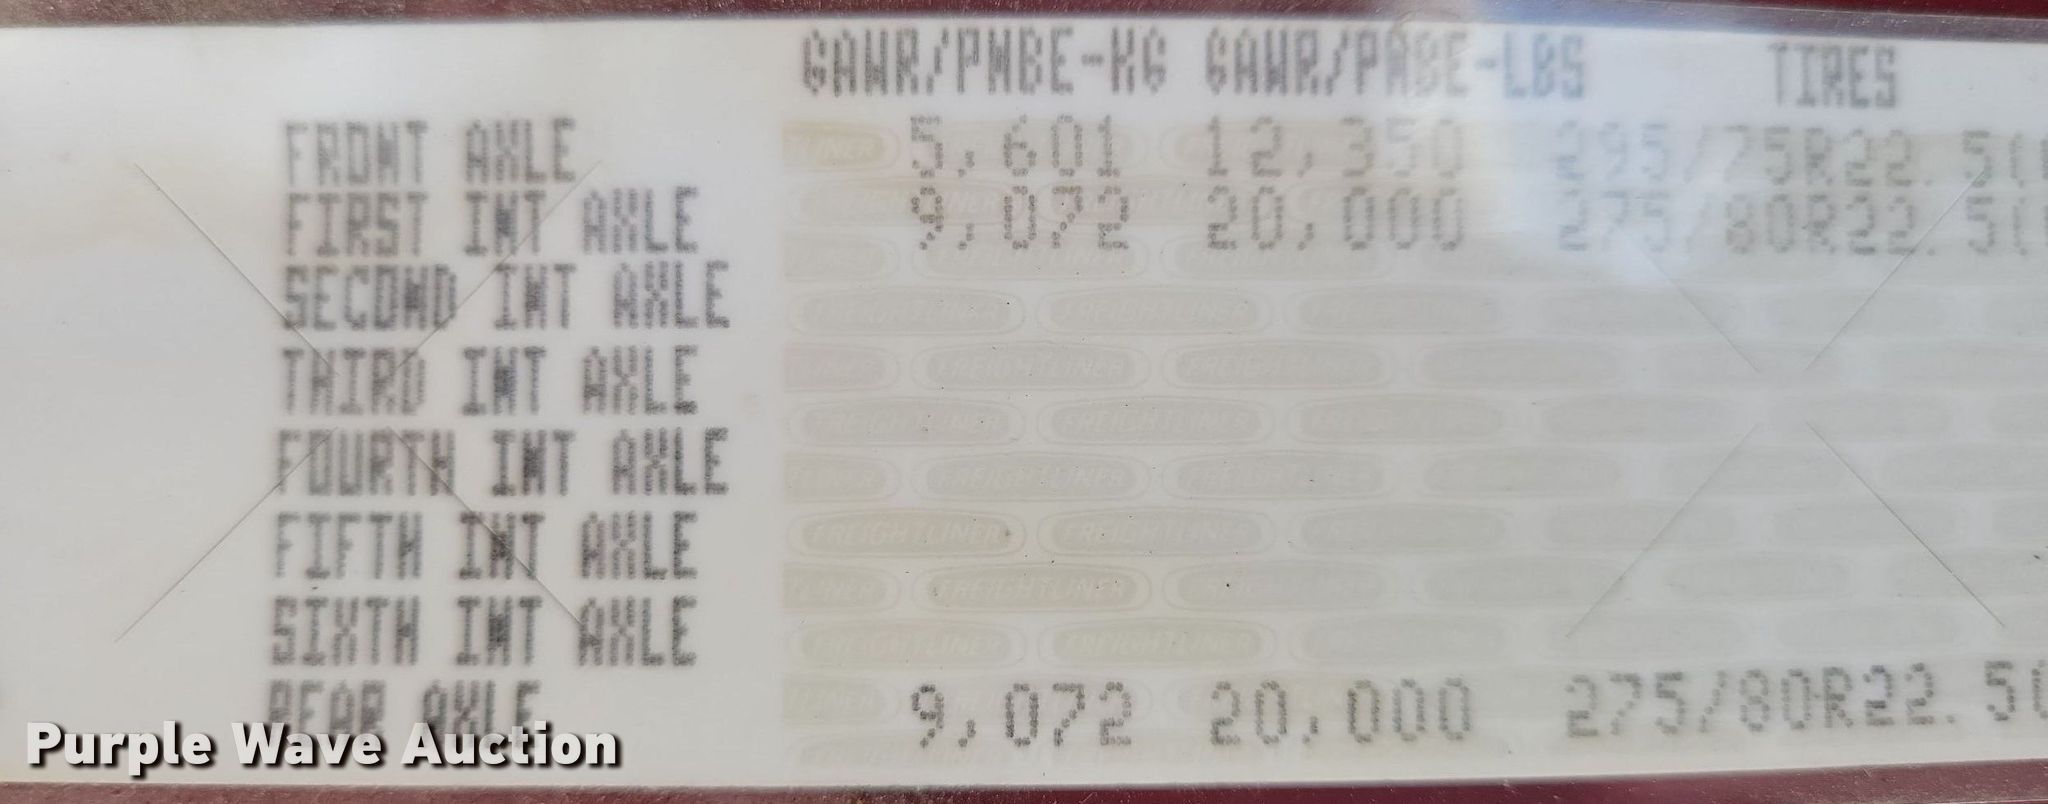 GAWR/PNBE-KG GAWR/PNBE-LBS TIRES
FRONT AXLE 5,601 12,350 295/75R22.5(
FIRST INT AXLE 9,072 20,000 275/80R22.5(
SECOND INT AXLE
THIRD INT AXLE
FOURTH INT AXLE
FIFTH INT AXLE
SIXTH INT AXLE
REAR AXLE 9,072 20,000 275/80R22.5(
FREIGHTLINER
Purple Wave Auction